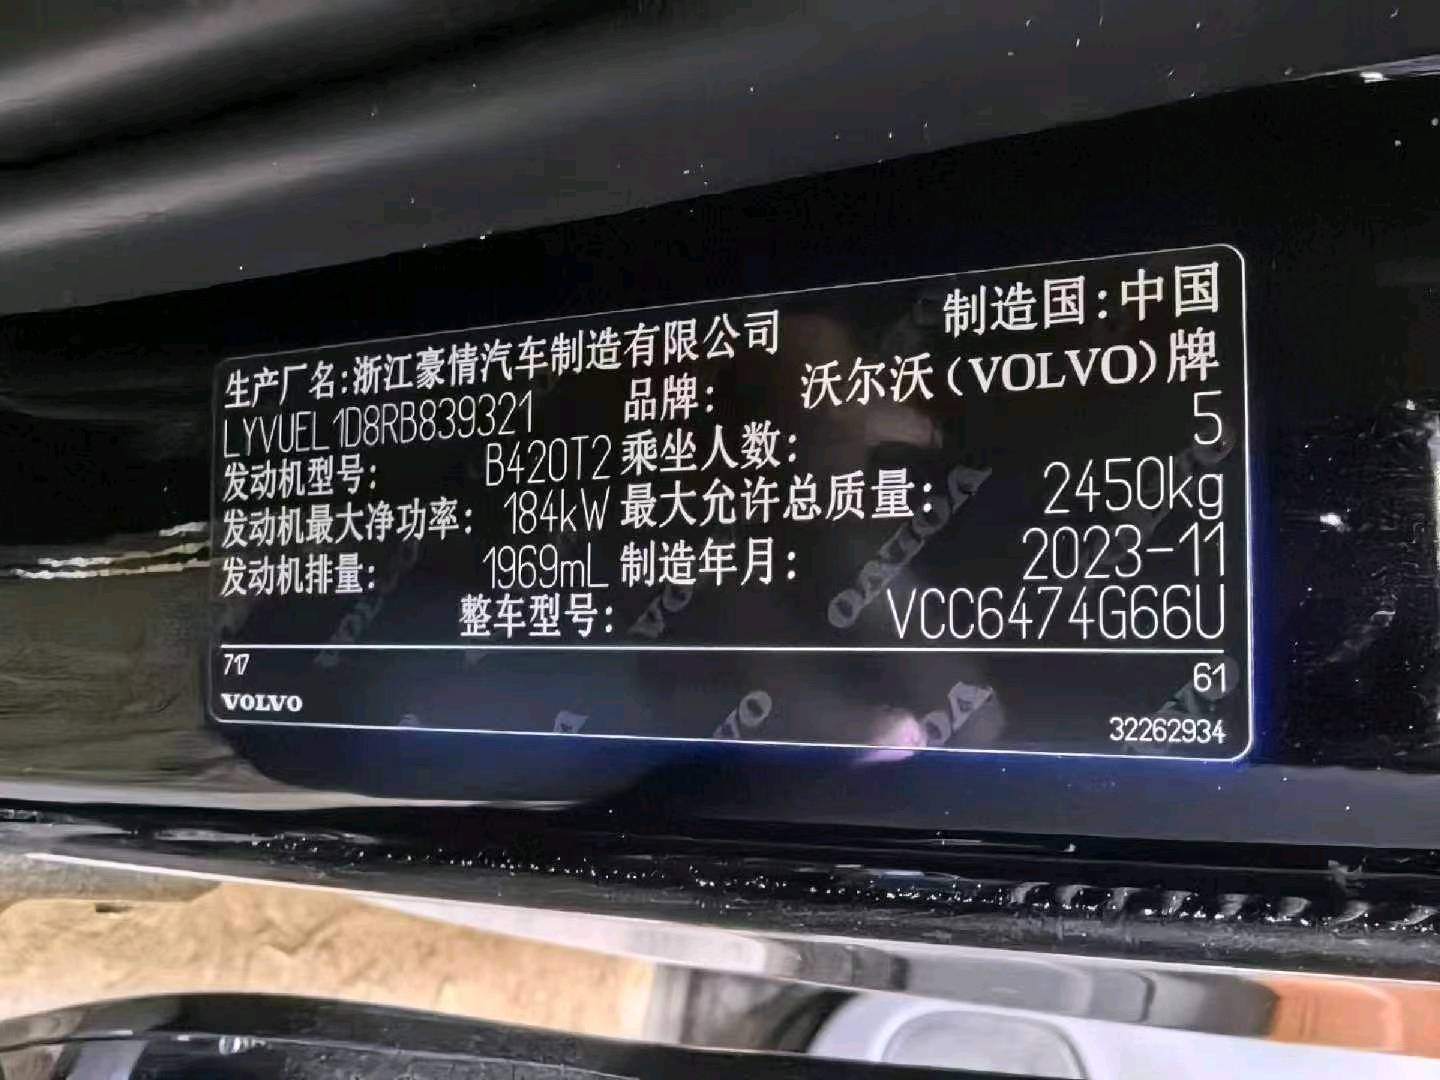 制造国:中国
生产厂名:浙江豪情汽车制造有限公司
LYVUEL1D8RB839321 品牌: 沃尔沃(VOLVO)牌
发动机型号: B420T2 乘坐人数: 5
发动机最大净功率: 184kW 最大允许总质量: 2450kg
发动机排量: 1969mL 制造年月: 2023-11
整车型号: VCC6474G66U
717 61
VOLVO 32262934